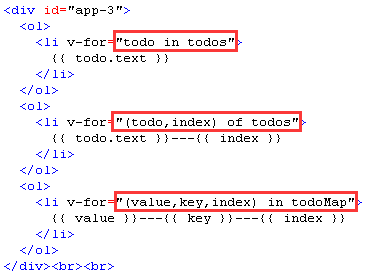 <div id="app-3">
  <ol>
    <li v-for="todo in todos">
      {{ todo.text }}
    </li>
  </ol>
  <ol>
    <li v-for="(todo,index) of todos">
      {{ todo.text }}---{{ index }}
    </li>
  </ol>
  <ol>
    <li v-for="(value,key,index) in todoMap">
      {{ value }}---{{ key }}---{{ index }}
    </li>
  </ol>
</div><br><br>